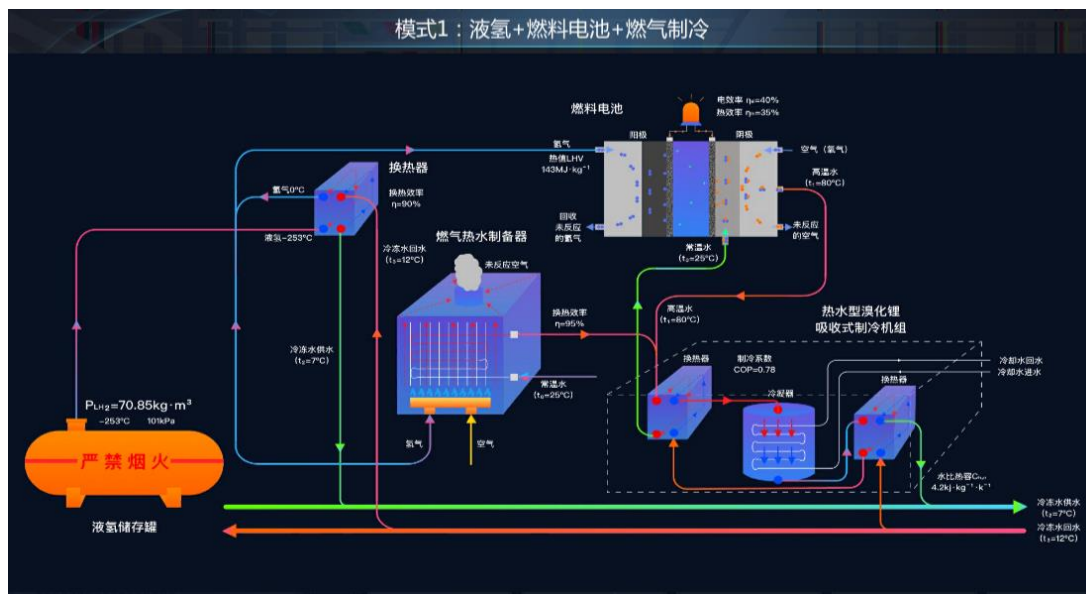 模式1：液氢+燃料电池+燃气制冷
电效率 ηₑ=40%
热效率 ηₕ=35%
燃料电池
阳极
阴极
氢气
热值LHV
143MJ·kg⁻¹
空气（氧气）
高温水
(t₁=80℃)
换热器
氢气0℃
换热效率
η=90%
回收
未反应
的氢气
未反应
的空气
液氢-253℃
冷冻水回水
(t₃=12℃)
燃气热水制备器
未反应空气
常温水
(t₀=25℃)
换热效率
η=95%
高温水
(t₁=80℃)
热水型溴化锂
吸收式制冷机组
冷冻水供水
(t₂=7℃)
换热器
制冷系数
COP=0.78
冷却水回水
冷却水进水
换热器
常温水
(t₀=25℃)
冷凝器
PLH2=70.85kg·m³
-253℃ 101kPa
氢气
空气
严禁烟火
水比热容
4.2kj·kg⁻¹·k⁻¹
液氢储存罐
冷冻水供水
(t₂=7℃)
冷冻水回水
(t₃=12℃)